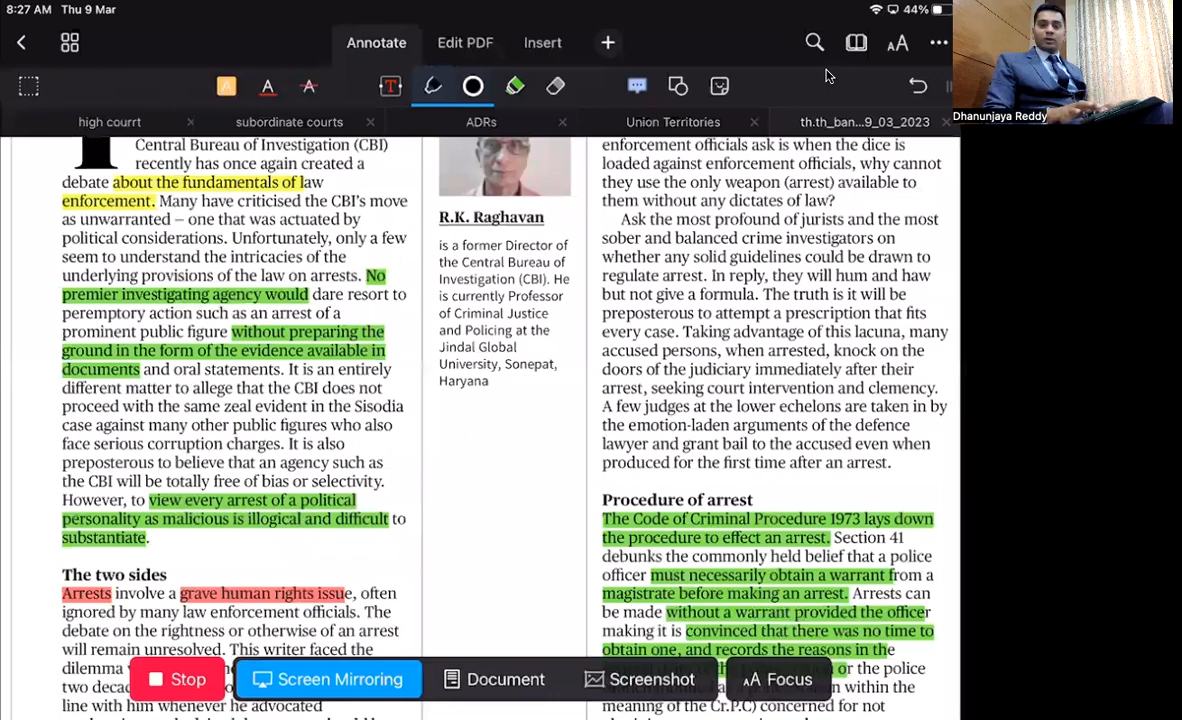 8:27 AM Thu 9 Mar
44%
Annotate
Edit PDF
Insert
Dhanunjaya Reddy
high courrt
subordinate courts
ADRs
Union Territories
th.th_ban...9_03_2023
Central Bureau of Investigation (CBI)
recently has once again created a
debate about the fundamentals of law
enforcement. Many have criticised the CBI's move
as unwarranted — one that was actuated by
political considerations. Unfortunately, only a few
seem to understand the intricacies of the
underlying provisions of the law on arrests. No
premier investigating agency would dare resort to
peremptory action such as an arrest of a
prominent public figure without preparing the
ground in the form of the evidence available in
documents and oral statements. It is an entirely
different matter to allege that the CBI does not
proceed with the same zeal evident in the Sisodia
case against many other public figures who also
face serious corruption charges. It is also
preposterous to believe that an agency such as
the CBI will be totally free of bias or selectivity.
However, to view every arrest of a political
personality as malicious is illogical and difficult to
substantiate.
The two sides
Arrests involve a grave human rights issue, often
ignored by many law enforcement officials. The
debate on the rightness or otherwise of an arrest
will remain unresolved. This writer faced the
dilemma
two deca
line with him whenever he advocated
R.K. Raghavan
is a former Director of
the Central Bureau of
Investigation (CBI). He
is currently Professor
of Criminal Justice
and Policing at the
Jindal Global
University, Sonepat,
Haryana
enforcement officials ask is when the dice is
loaded against enforcement officials, why cannot
they use the only weapon (arrest) available to
them without any dictates of law?
Ask the most profound of jurists and the most
sober and balanced crime investigators on
whether any solid guidelines could be drawn to
regulate arrest. In reply, they will hum and haw
but not give a formula. The truth is it will be
preposterous to attempt a prescription that fits
every case. Taking advantage of this lacuna, many
accused persons, when arrested, knock on the
doors of the judiciary immediately after their
arrest, seeking court intervention and clemency.
A few judges at the lower echelons are taken in by
the emotion-laden arguments of the defence
lawyer and grant bail to the accused even when
produced for the first time after an arrest.
Procedure of arrest
The Code of Criminal Procedure 1973 lays down
the procedure to effect an arrest. Section 41
debunks the commonly held belief that a police
officer must necessarily obtain a warrant from a
magistrate before making an arrest. Arrests can
be made without a warrant provided the officer
making it is convinced that there was no time to
obtain one, and records the reasons in the
or the police
within the
meaning of the Cr.P.C) concerned for not
Stop
Screen Mirroring
Document
Screenshot
AA Focus